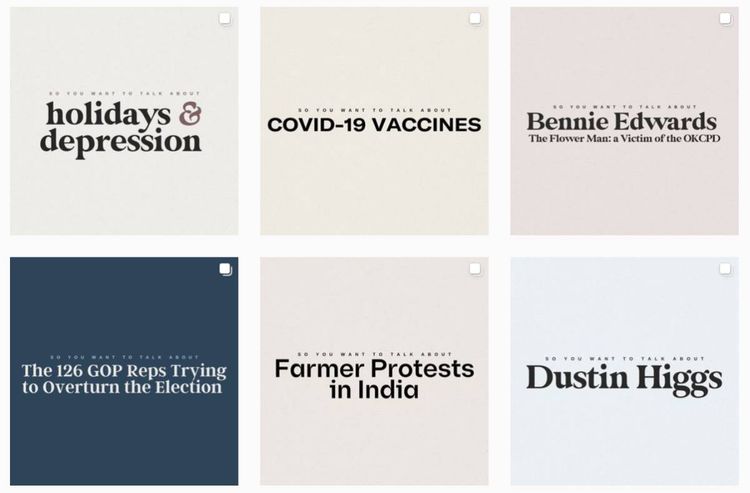 SO YOU WANT TO TALK ABOUT
holidays &
depression
SO YOU WANT TO TALK ABOUT
COVID-19 VACCINES
SO YOU WANT TO TALK ABOUT
Bennie Edwards
The Flower Man: a Victim of the OKCPD
SO YOU WANT TO TALK ABOUT
The 126 GOP Reps Trying
to Overturn the Election
SO YOU WANT TO TALK ABOUT
Farmer Protests
in India
SO YOU WANT TO TALK ABOUT
Dustin Higgs